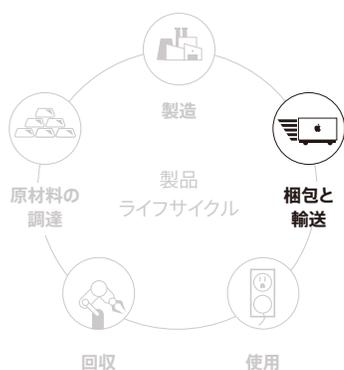 製造
原材料の
調達
製品
ライフサイクル
梱包と
輸送
回収
使用